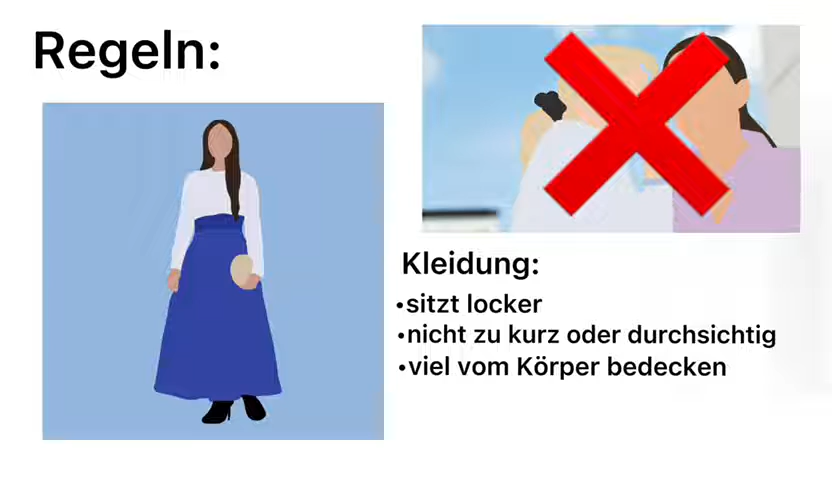 Regeln:
Kleidung:
•sitzt locker
•nicht zu kurz oder durchsichtig
•viel vom Körper bedecken